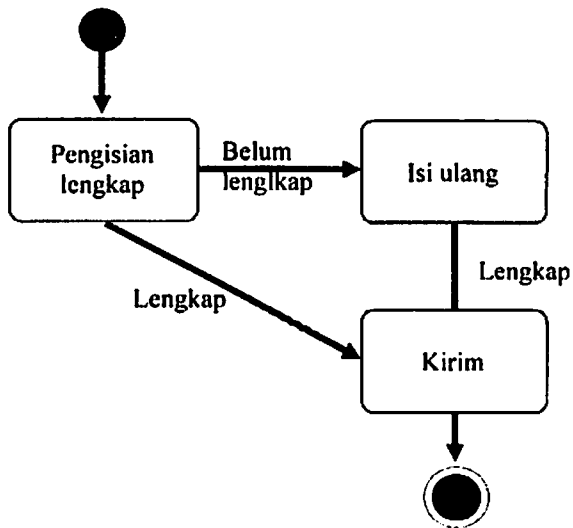 Pengisian
lengkap
Belum
lenglkap
Isi ulang
Lengkap
Lengkap
Kirim